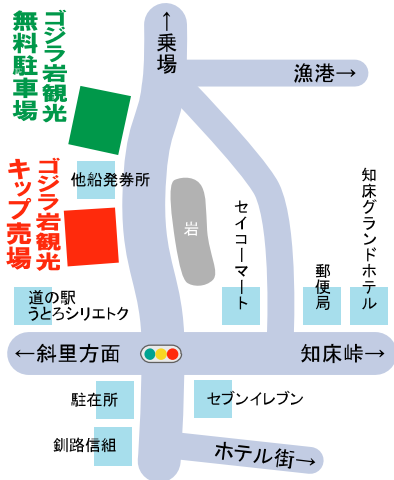 ゴジラ岩観光
無料駐車場
↑乗場
漁港→
ゴジラ岩観光
キップ売場
他船発券所
岩
セイコーマート
郵便局
知床グランドホテル
道の駅
うとろシリエトク
←斜里方面
知床峠→
駐在所
セブンイレブン
釧路信組
ホテル街→